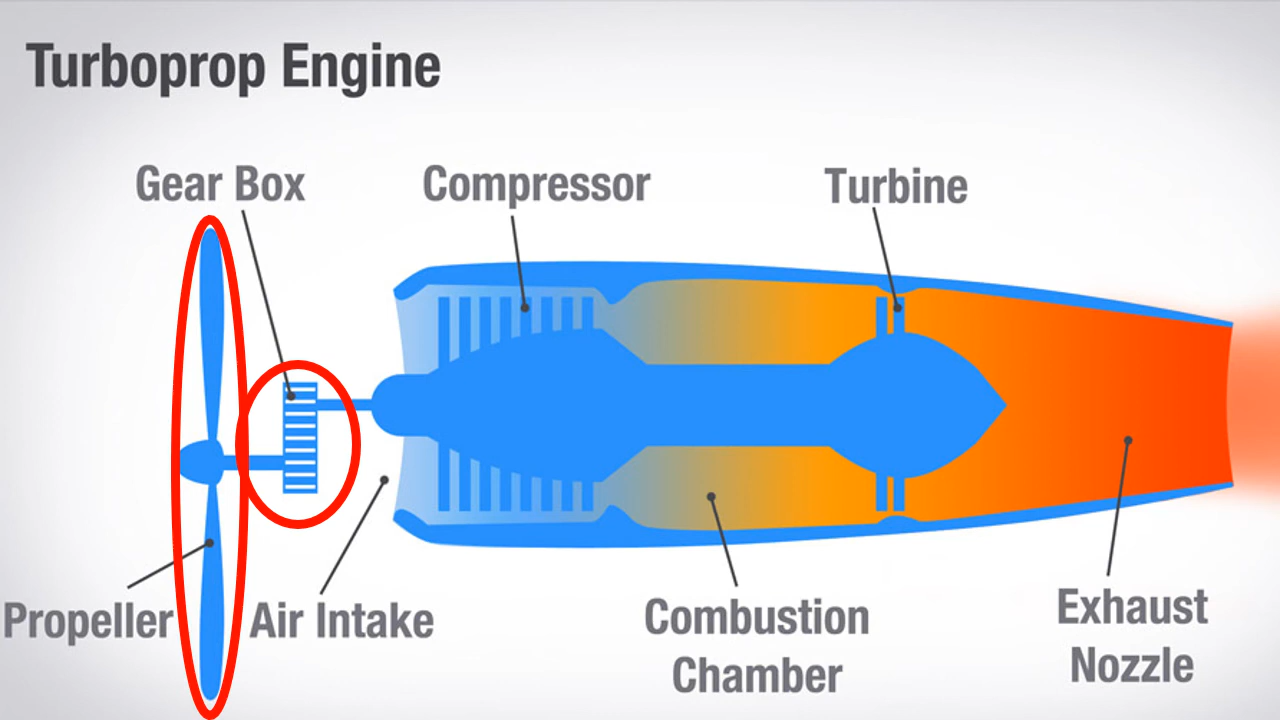 Turboprop Engine
Gear Box
Compressor
Turbine
Propeller
Air Intake
Combustion
Chamber
Exhaust
Nozzle